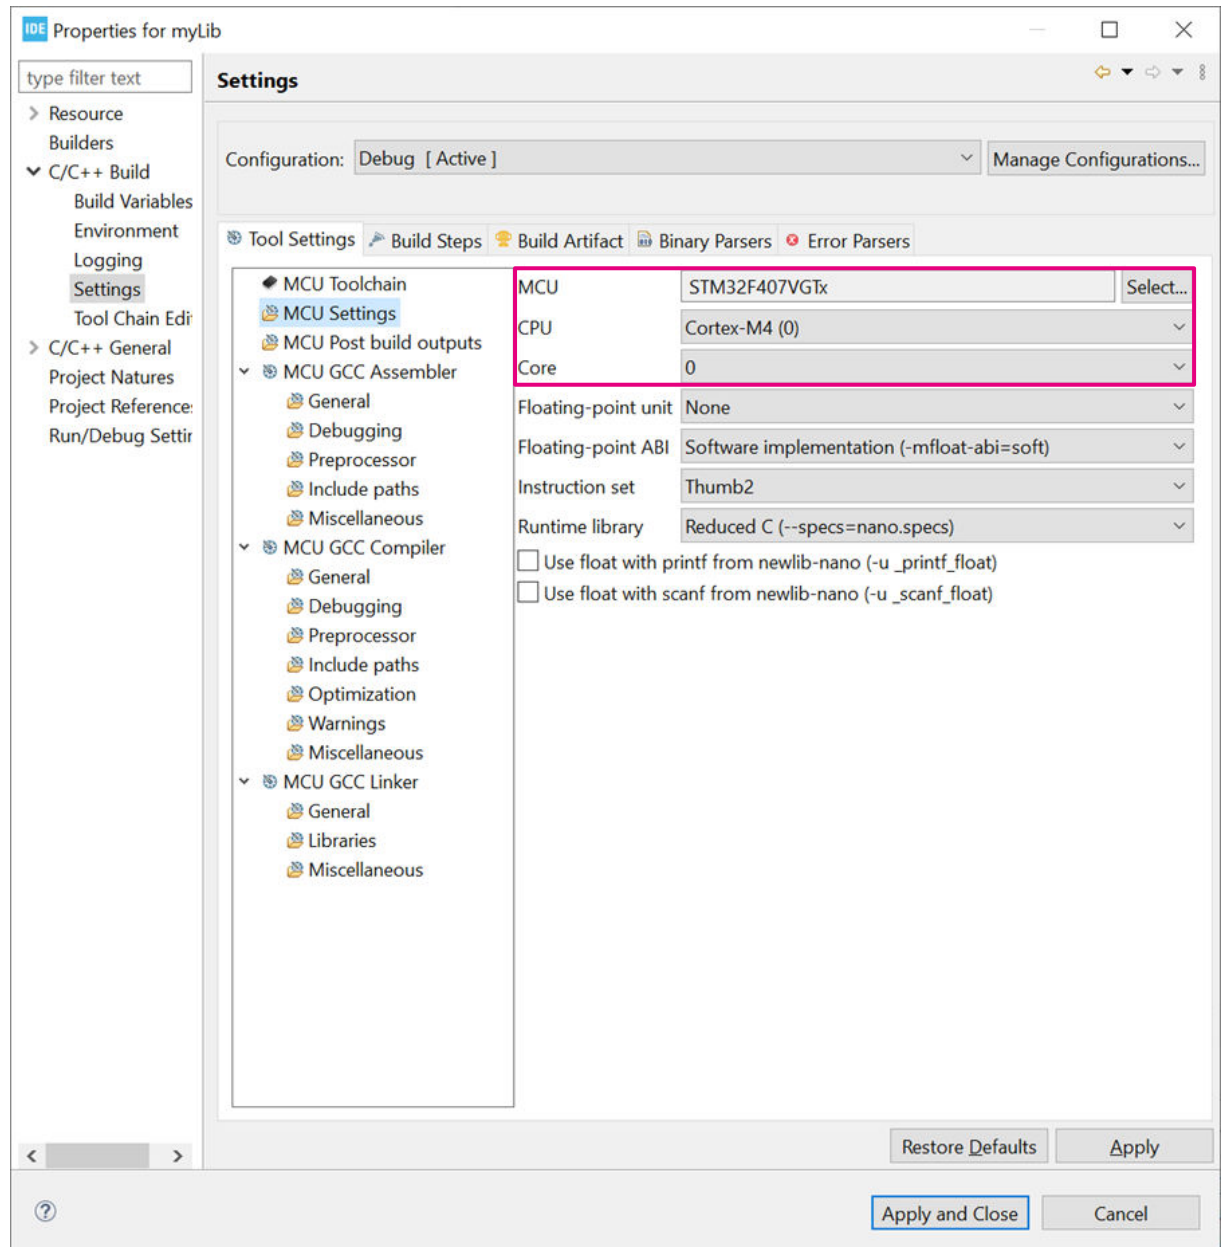 IDE Properties for myLib
type filter text
Settings
Resource
Builders
C/C++ Build
Build Variables
Environment
Logging
Settings
Tool Chain Edi
C/C++ General
Project Natures
Project Reference
Run/Debug Settir
Configuration: Debug [ Active ] Manage Configurations...
Tool Settings Build Steps Build Artifact Binary Parsers Error Parsers
MCU Toolchain
MCU Settings
MCU Post build outputs
MCU GCC Assembler
General
Debugging
Preprocessor
Include paths
Miscellaneous
MCU GCC Compiler
General
Debugging
Preprocessor
Include paths
Optimization
Warnings
Miscellaneous
MCU GCC Linker
General
Libraries
Miscellaneous
MCU STM32F407VGTx Select...
CPU Cortex-M4 (0)
Core 0
Floating-point unit None
Floating-point ABI Software implementation (-mfloat-abi=soft)
Instruction set Thumb2
Runtime library Reduced C (--specs=nano.specs)
Use float with printf from newlib-nano (-u _printf_float)
Use float with scanf from newlib-nano (-u _scanf_float)
Restore Defaults Apply
? Apply and Close Cancel